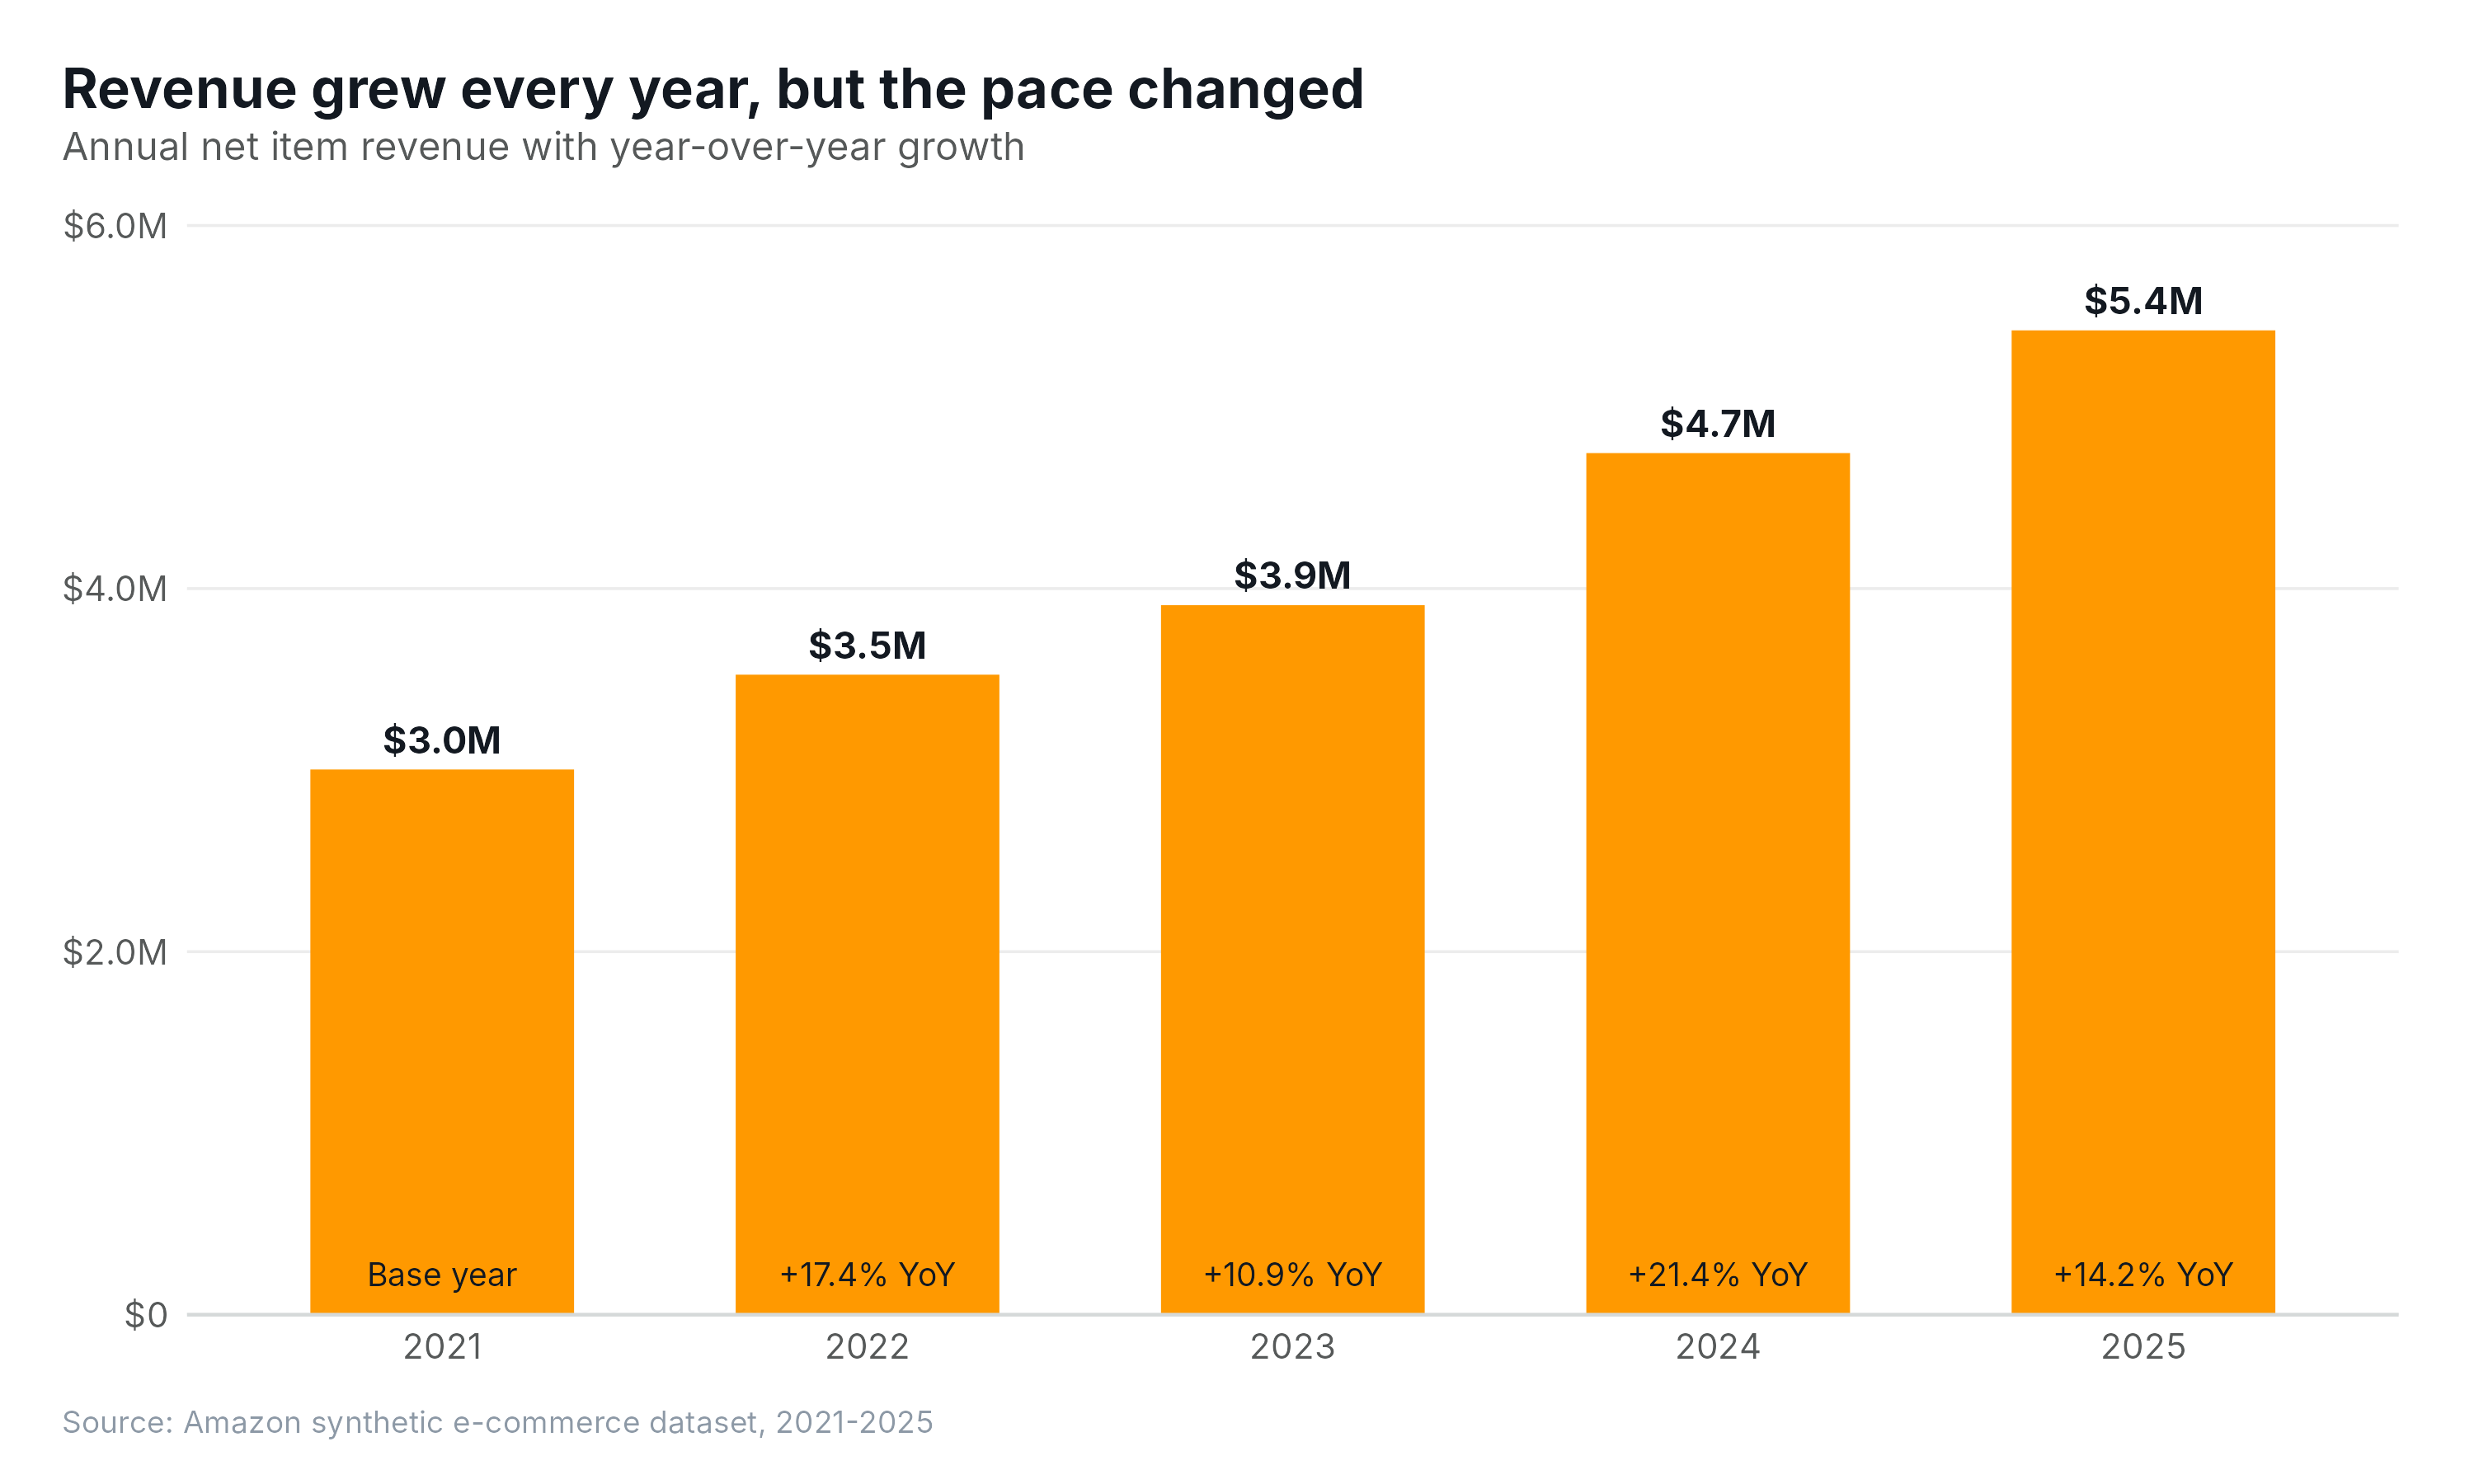 Revenue grew every year, but the pace changed
Annual net item revenue with year-over-year growth
$6.0M
$5.4M
$4.7M
$3.9M
$4.0M
$3.5M
$3.0M
$2.0M
Base year
+17.4% YoY
+10.9% YoY
+21.4% YoY
+14.2% YoY
$0
2021
2022
2023
2024
2025
Source: Amazon synthetic e-commerce dataset, 2021-2025